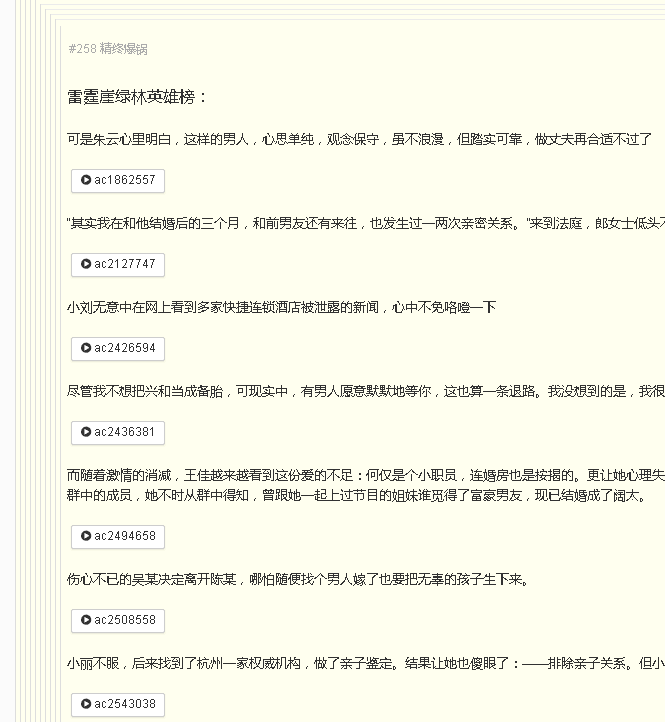 #258 精终爆锅
雷霆崖绿林英雄榜：
可是朱云心里明白，这样的男人，心思单纯，观念保守，虽不浪漫，但踏实可靠，做丈夫再合适不过了
ac1862557
"其实我在和他结婚后的三个月，和前男友还有来往，也发生过一两次亲密关系。"来到法庭，郎女士低头
ac2127747
小刘无意中在网上看到多家快捷连锁酒店被泄露的新闻，心中不免咯噔一下
ac2426594
尽管我不想把兴和当成备胎，可现实中，有男人愿意默默地等你，这也算一条退路。我没想到的是，我很
ac2436381
而随着激情的消减，王佳越来越看到这份爱的不足：何仅是个小职员，连婚房也是按揭的。更让她心理失
群中的成员，她不时从群中得知，曾跟她一起上过节目的姐妹谁觅得了富豪男友，现已结婚成了阔太。
ac2494658
伤心不已的吴某决定离开陈某，哪怕随便找个男人嫁了也要把无辜的孩子生下来。
ac2508558
小丽不服，后来找到了杭州一家权威机构，做了亲子鉴定。结果让她也傻眼了：——排除亲子关系。但小
ac2543038